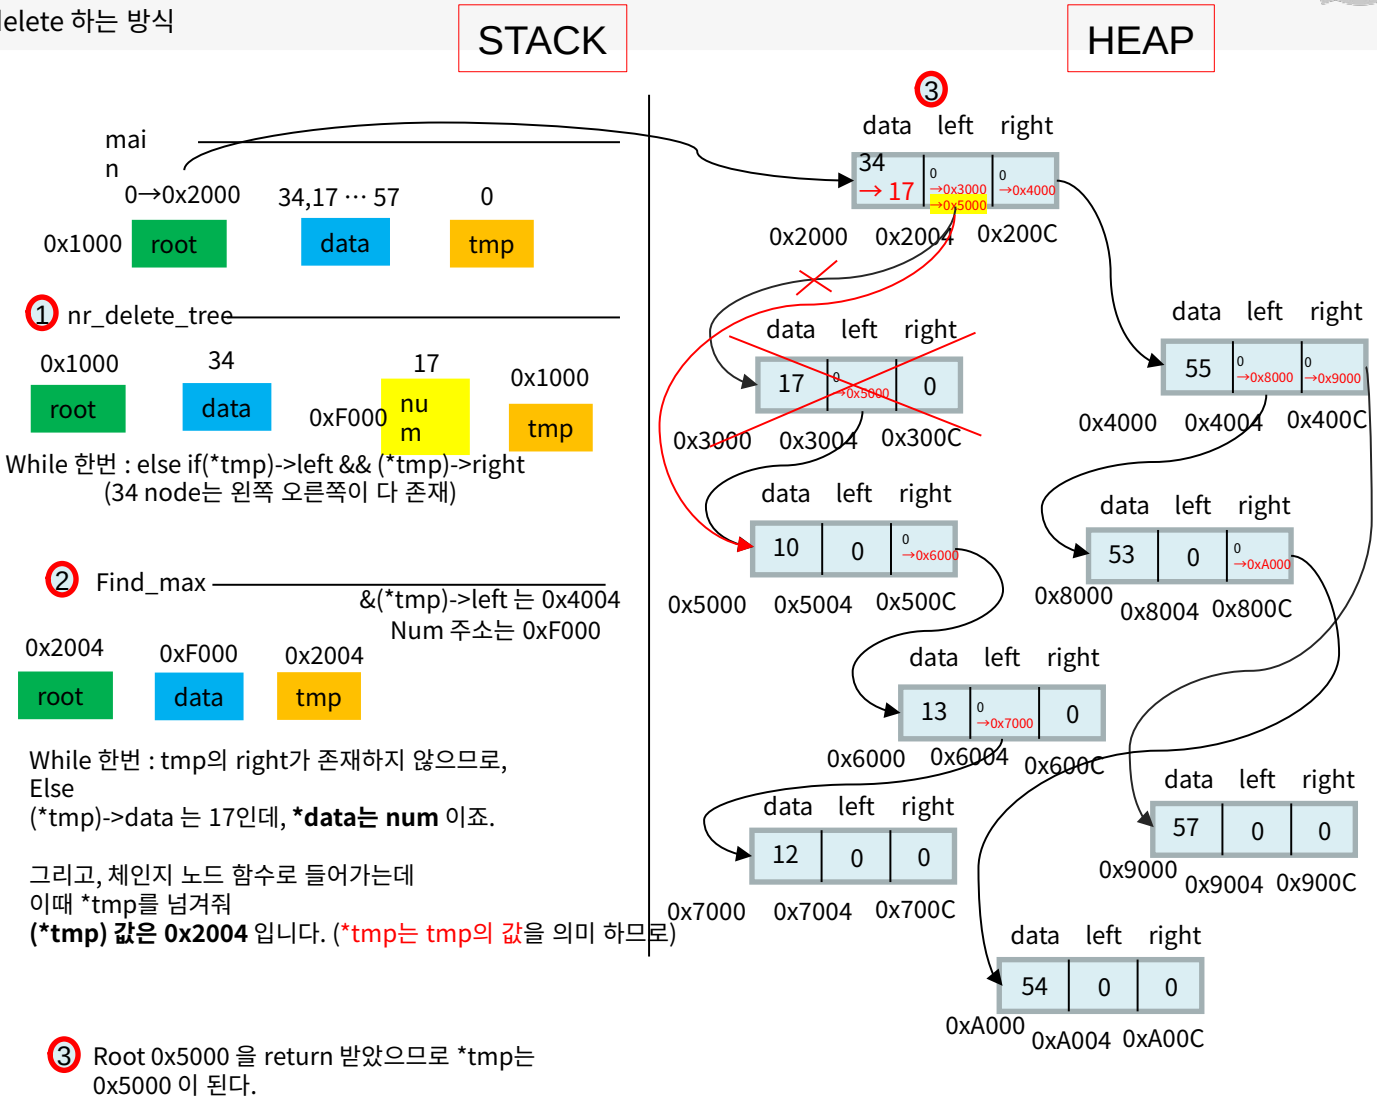 delete 하는 방식
STACK
HEAP
3
data left right
mai
n
34
→ 17
0
→0x3000
→0x5000
0
→0x4000
0→0x2000
34,17 ⋯ 57
0
0x1000
root
data
tmp
0x2000 0x2004 0x200C
1 nr_delete_tree
data left right
data left right
0x1000
34
17
0x1000
root
data
0xF000
nu
m
tmp
17
0
→0x5000
0
55
0
→0x8000
0
→0x9000
0x3000 0x3004 0x300C
0x4000 0x4004 0x400C
While 한번 : else if(*tmp)->left && (*tmp)->right
(34 node는 왼쪽 오른쪽이 다 존재)
data left right
data left right
10
0
0
→0x6000
53
0
0
→0xA000
2 Find_max
&(*tmp)->left 는 0x4004
Num 주소는 0xF000
0x5000 0x5004 0x500C
0x8000 0x8004 0x800C
0x2004
0xF000
0x2004
root
data
tmp
data left right
13
0
→0x7000
0
0x6000 0x6004 0x600C
While 한번 : tmp의 right가 존재하지 않으므로,
Else
(*tmp)->data 는 17인데, *data는 num 이죠.
data left right
data left right
12
0
0
57
0
0
0x9000 0x9004 0x900C
그리고, 체인지 노드 함수로 들어가는데
이때 *tmp를 넘겨줘
(*tmp) 값은 0x2004 입니다. (*tmp는 tmp의 값을 의미 하므로)
0x7000 0x7004 0x700C
data left right
54
0
0
0xA000 0xA004 0xA00C
3 Root 0x5000 을 return 받았으므로 *tmp는
0x5000 이 된다.